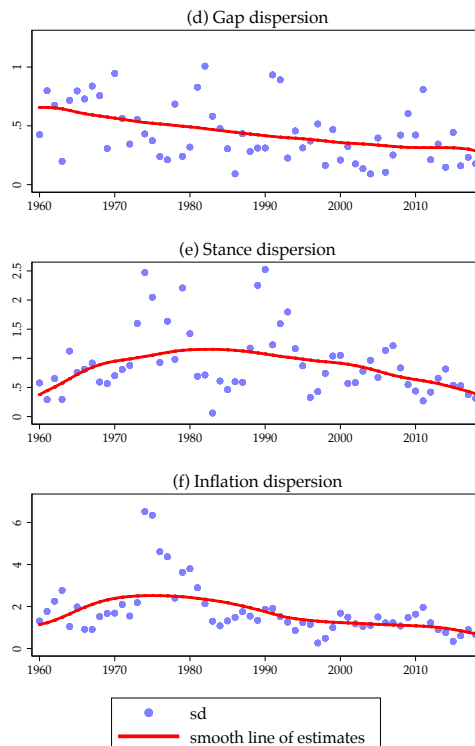 (d) Gap dispersion
1
.5
0
1960 1970 1980 1990 2000 2010
(e) Stance dispersion
2.5
2
1.5
1
.5
0
1960 1970 1980 1990 2000 2010
(f) Inflation dispersion
6
4
2
0
1960 1970 1980 1990 2000 2010
sd
smooth line of estimates